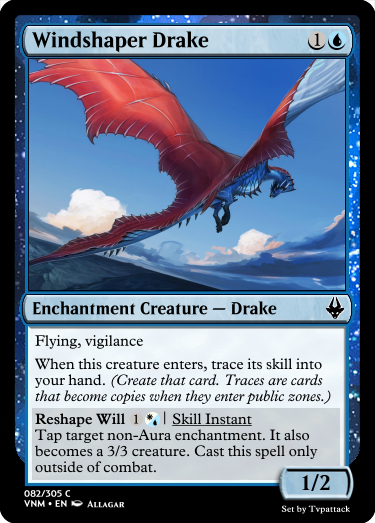 Windshaper Drake 1
Enchantment Creature — Drake
Flying, vigilance
When this creature enters, trace its skill into
your hand. (Create that card. Traces are cards
that become copies when they enter public zones.)
Reshape Will 1 | Skill Instant
Tap target non-Aura enchantment. It also
becomes a 3/3 creature. Cast this spell only
outside of combat.
1/2
082/305 C
VNM • EN Allagar
Set by Tvpattack